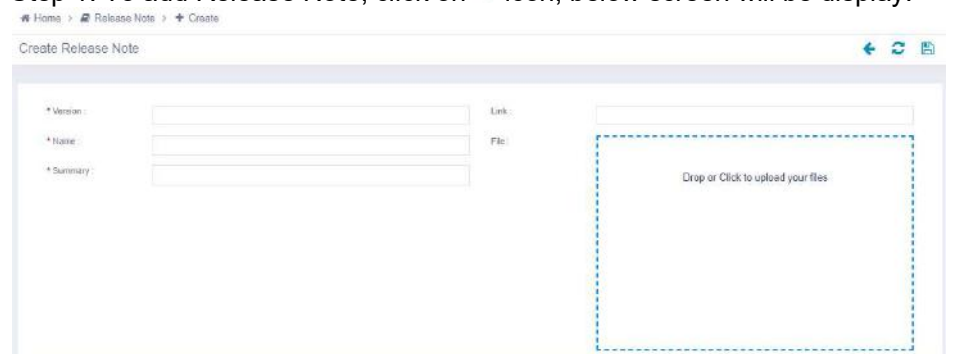 Step 1: To add Release Note, click on + icon, below screen will be display.
Home > Release Note > + Create
Create Release Note
* Version :
Link :
* Name :
File :
* Summary :
Drop or Click to upload your files